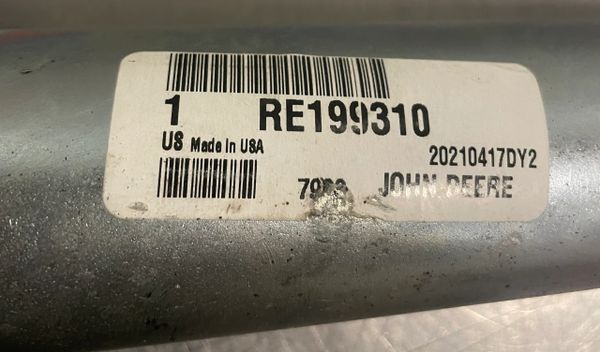 1 RE199310
US Made in USA
20210417DY2
JOHN DEERE